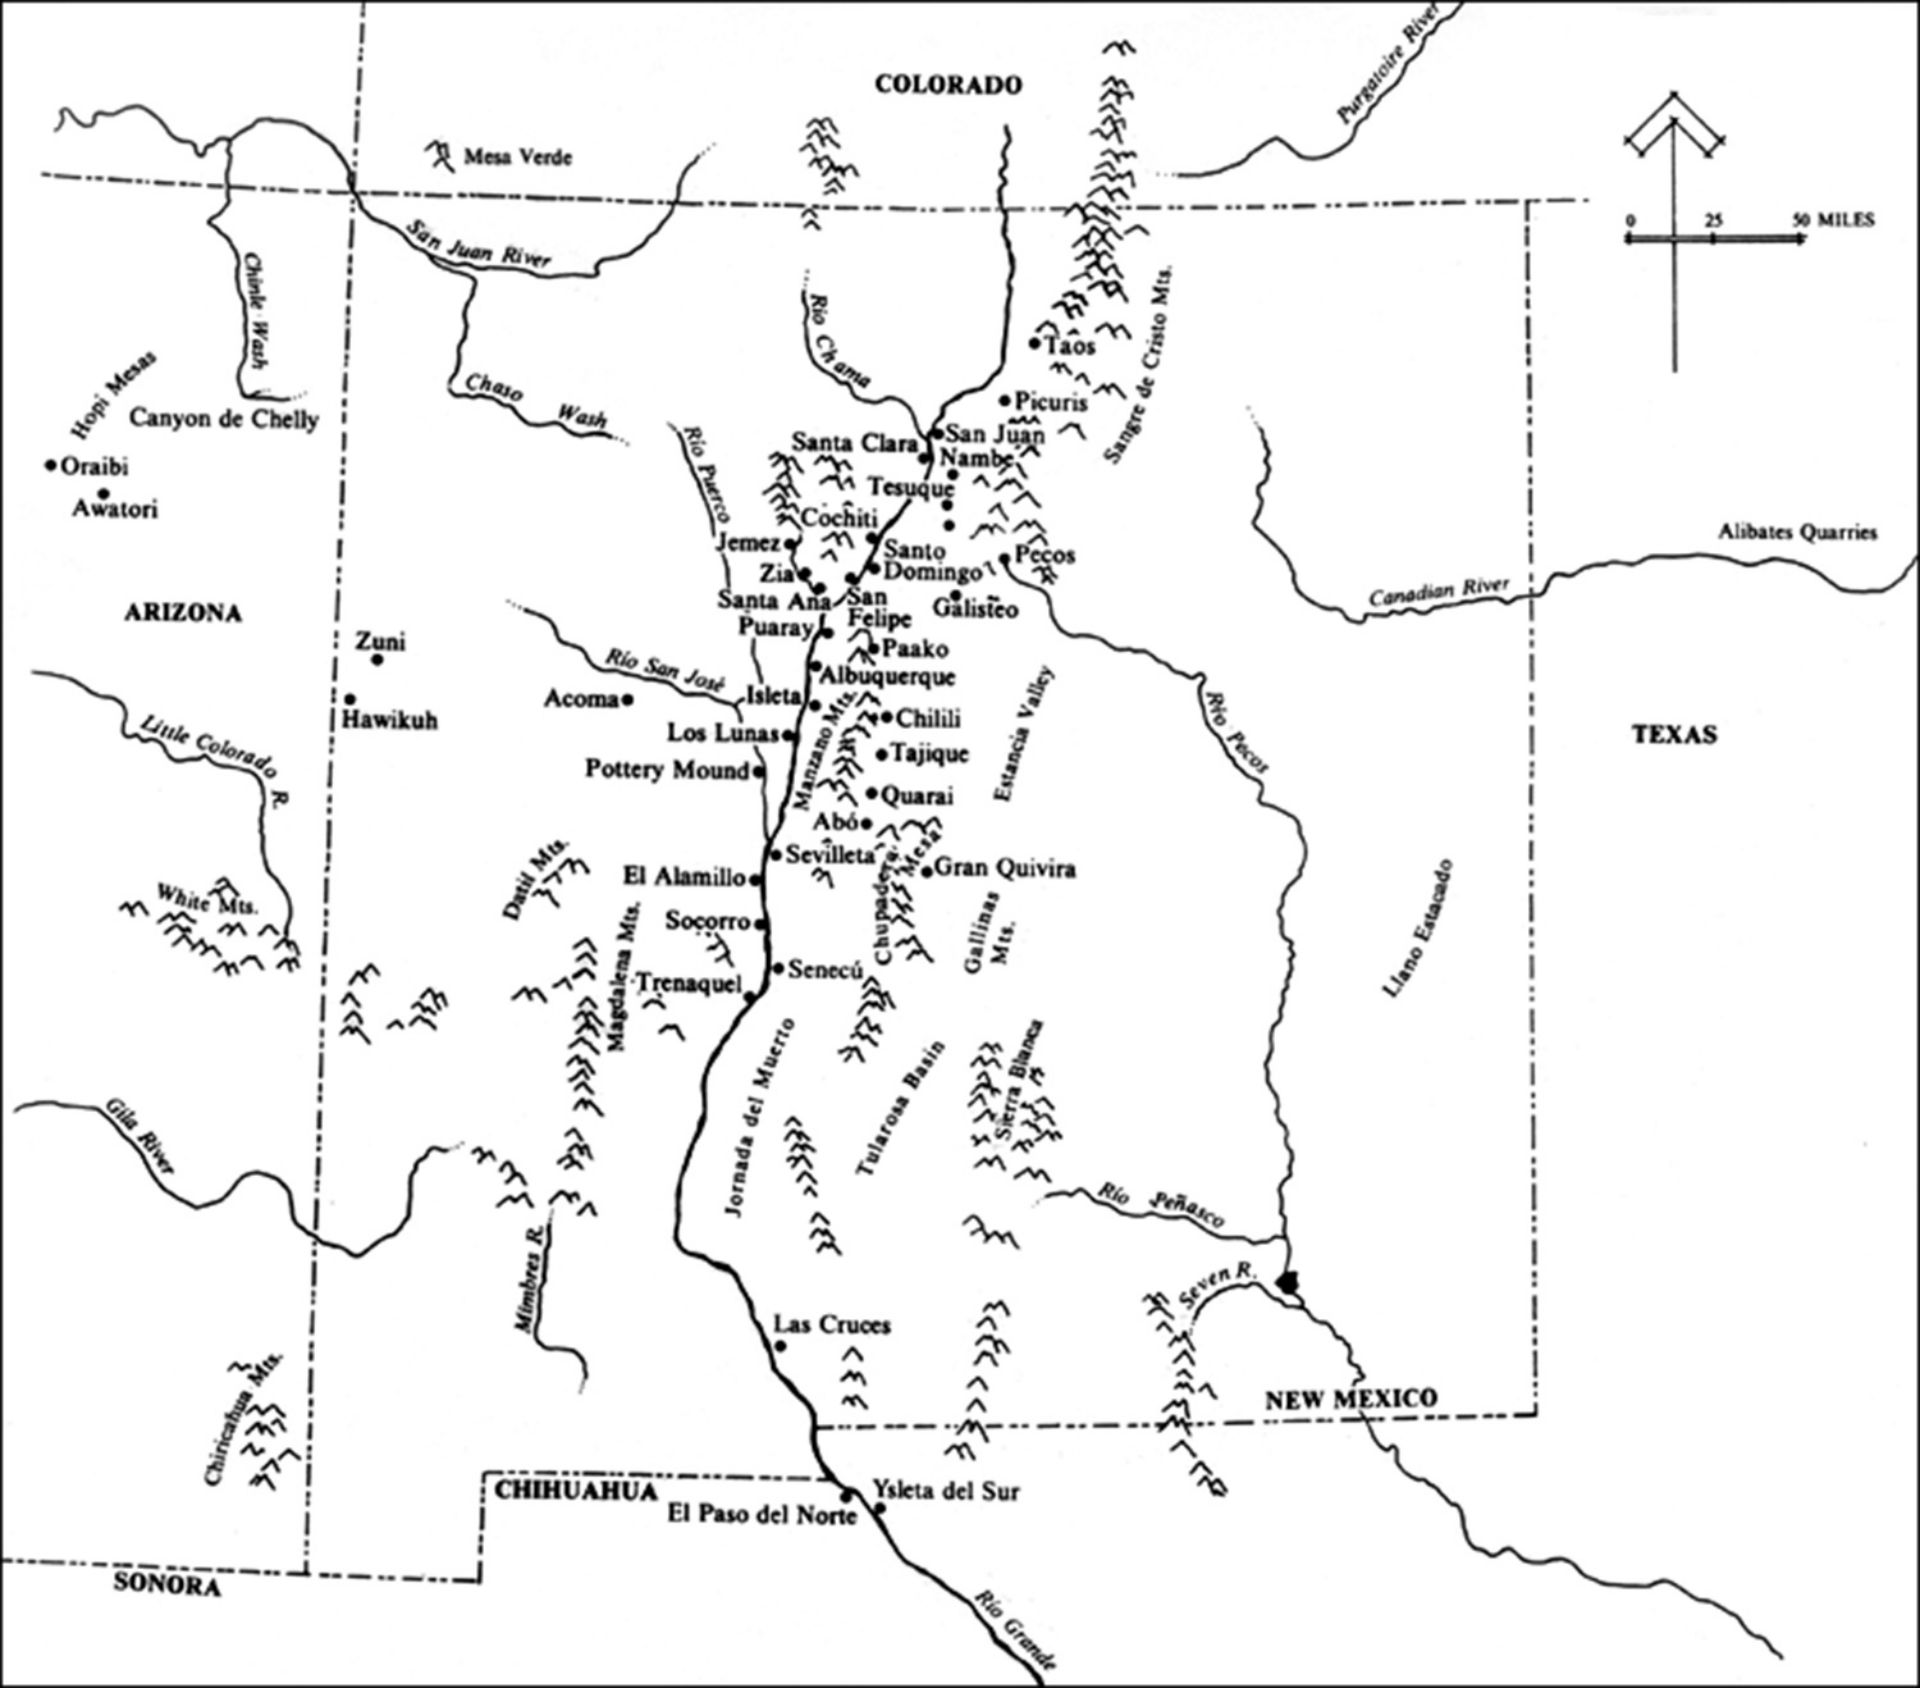 Purgatoire River
COLORADO
Mesa Verde
0 25 50 MILES
San Juan River
Chinle Wash
Rio Chama
Sangre de Cristo Mts.
Taos
Hopi Mesas
Chaso Wash
Canyon de Chelly
Picuris
Rio Puerco
San Juan
Santa Clara
Nambe
Oraibi
Tesuque
Awatori
Cochiti
Alibates Quarries
Jemez
Santo
Domingo
Pecos
Zia
Canadian River
Santa Ana
San
Felipe
Galisteo
ARIZONA
Puaray
Zuni
Paako
Río San José
Albuquerque
Isleta
Acoma
Estancia Valley
Río Pecos
Hawikuh
Chilili
Los Lunas
Manzano Mts.
TEXAS
Little Colorado R.
Tajique
Pottery Mound
Quarai
Abó
Sevilleta
Chupadera Mesa
Gran Quivira
El Alamillo
Datil Mts.
White Mts.
Llano Estacado
Socorro
Gallinas
Mts.
Magdalena Mts.
Senecú
Trenaquel
Jornada del Muerto
Tularosa Basin
Sierra Blanca
Gila River
Río Peñasco
Mimbres R.
Seven R.
Las Cruces
Chiricahua Mts.
NEW MEXICO
CHIHUAHUA
Ysleta del Sur
El Paso del Norte
SONORA
Río Grande